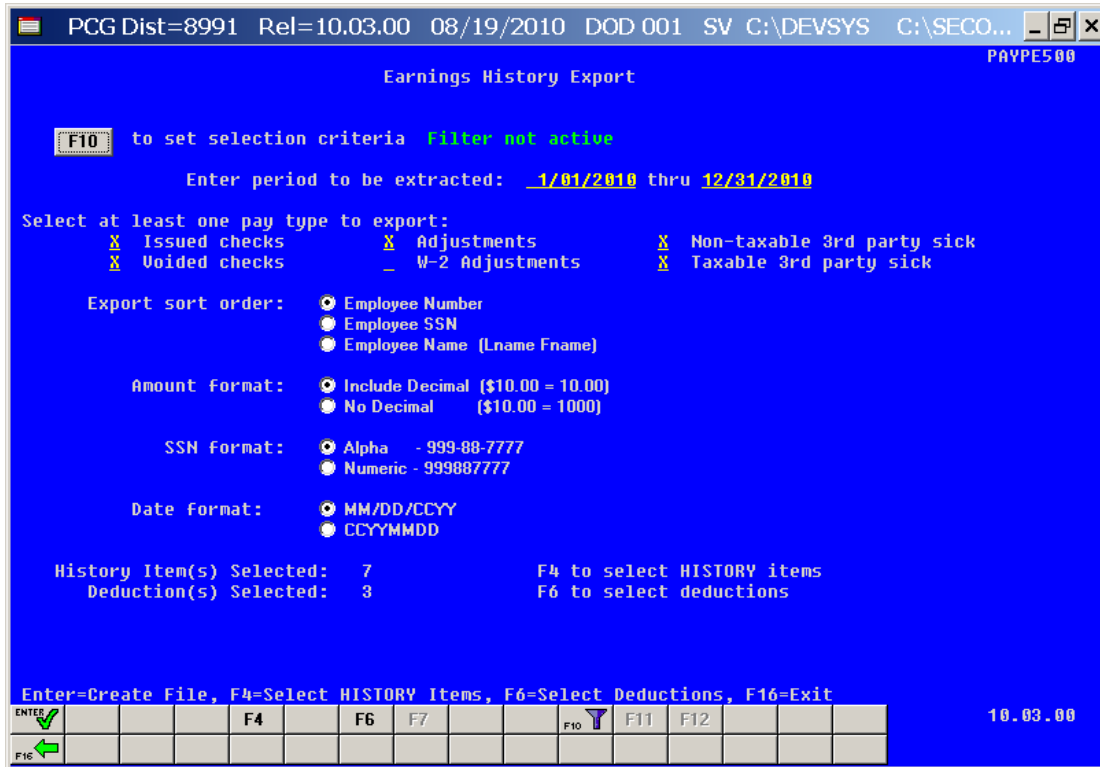 PCG Dist=8991 Rel=10.03.00 08/19/2010 DOD 001 SV C:\DEVSYS C:\SECO...
PAYPE500
Earnings History Export
F10 to set selection criteria Filter not active
Enter period to be extracted: 1/01/2010 thru 12/31/2010
Select at least one pay type to export:
X Issued checks X Adjustments X Non-taxable 3rd party sick
X Voided checks _ W-2 Adjustments X Taxable 3rd party sick
Export sort order: Employee Number
Employee SSN
Employee Name (Lname Fname)
Amount format: Include Decimal ($10.00 = 10.00)
No Decimal ($10.00 = 1000)
SSN format: Alpha - 999-88-7777
Numeric - 999887777
Date format: MM/DD/CCYY
CCYYMMDD
History Item(s) Selected: 7 F4 to select HISTORY items
Deduction(s) Selected: 3 F6 to select deductions
Enter=Create File, F4=Select HISTORY Items, F6=Select Deductions, F16=Exit
ENTER F4 F6 F7 F10 F11 F12 10.03.00
F16